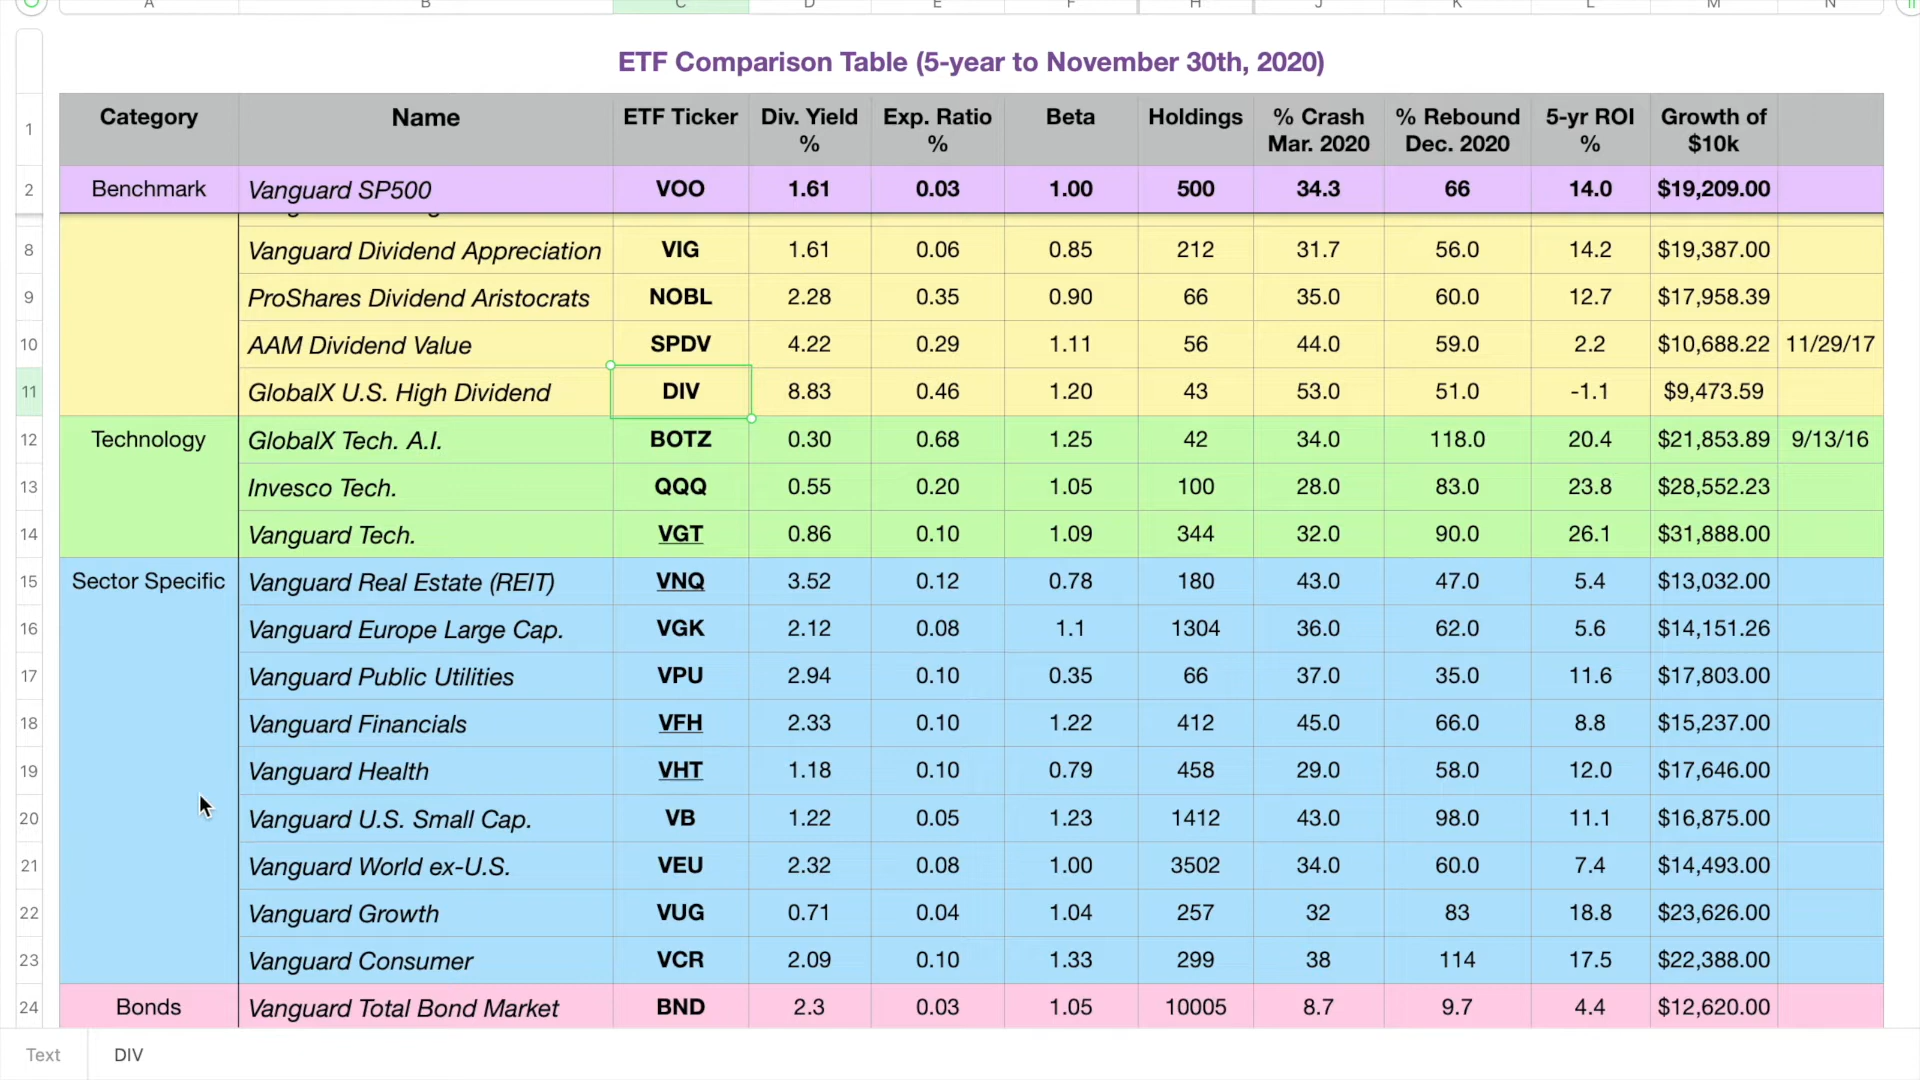 A B C D E F H J K L M N
ETF Comparison Table (5-year to November 30th, 2020)
1 Category Name ETF Ticker Div. Yield % Exp. Ratio % Beta Holdings % Crash Mar. 2020 % Rebound Dec. 2020 5-yr ROI % Growth of $10k
2 Benchmark Vanguard SP500 VOO 1.61 0.03 1.00 500 34.3 66 14.0 $19,209.00
8 Vanguard Dividend Appreciation VIG 1.61 0.06 0.85 212 31.7 56.0 14.2 $19,387.00
9 ProShares Dividend Aristocrats NOBL 2.28 0.35 0.90 66 35.0 60.0 12.7 $17,958.39
10 AAM Dividend Value SPDV 4.22 0.29 1.11 56 44.0 59.0 2.2 $10,688.22 11/29/17
11 GlobalX U.S. High Dividend DIV 8.83 0.46 1.20 43 53.0 51.0 -1.1 $9,473.59
12 Technology GlobalX Tech. A.I. BOTZ 0.30 0.68 1.25 42 34.0 118.0 20.4 $21,853.89 9/13/16
13 Invesco Tech. QQQ 0.55 0.20 1.05 100 28.0 83.0 23.8 $28,552.23
14 Vanguard Tech. VGT 0.86 0.10 1.09 344 32.0 90.0 26.1 $31,888.00
15 Sector Specific Vanguard Real Estate (REIT) VNQ 3.52 0.12 0.78 180 43.0 47.0 5.4 $13,032.00
16 Vanguard Europe Large Cap. VGK 2.12 0.08 1.1 1304 36.0 62.0 5.6 $14,151.26
17 Vanguard Public Utilities VPU 2.94 0.10 0.35 66 37.0 35.0 11.6 $17,803.00
18 Vanguard Financials VFH 2.33 0.10 1.22 412 45.0 66.0 8.8 $15,237.00
19 Vanguard Health VHT 1.18 0.10 0.79 458 29.0 58.0 12.0 $17,646.00
20 Vanguard U.S. Small Cap. VB 1.22 0.05 1.23 1412 43.0 98.0 11.1 $16,875.00
21 Vanguard World ex-U.S. VEU 2.32 0.08 1.00 3502 34.0 60.0 7.4 $14,493.00
22 Vanguard Growth VUG 0.71 0.04 1.04 257 32 83 18.8 $23,626.00
23 Vanguard Consumer VCR 2.09 0.10 1.33 299 38 114 17.5 $22,388.00
24 Bonds Vanguard Total Bond Market BND 2.3 0.03 1.05 10005 8.7 9.7 4.4 $12,620.00
Text DIV